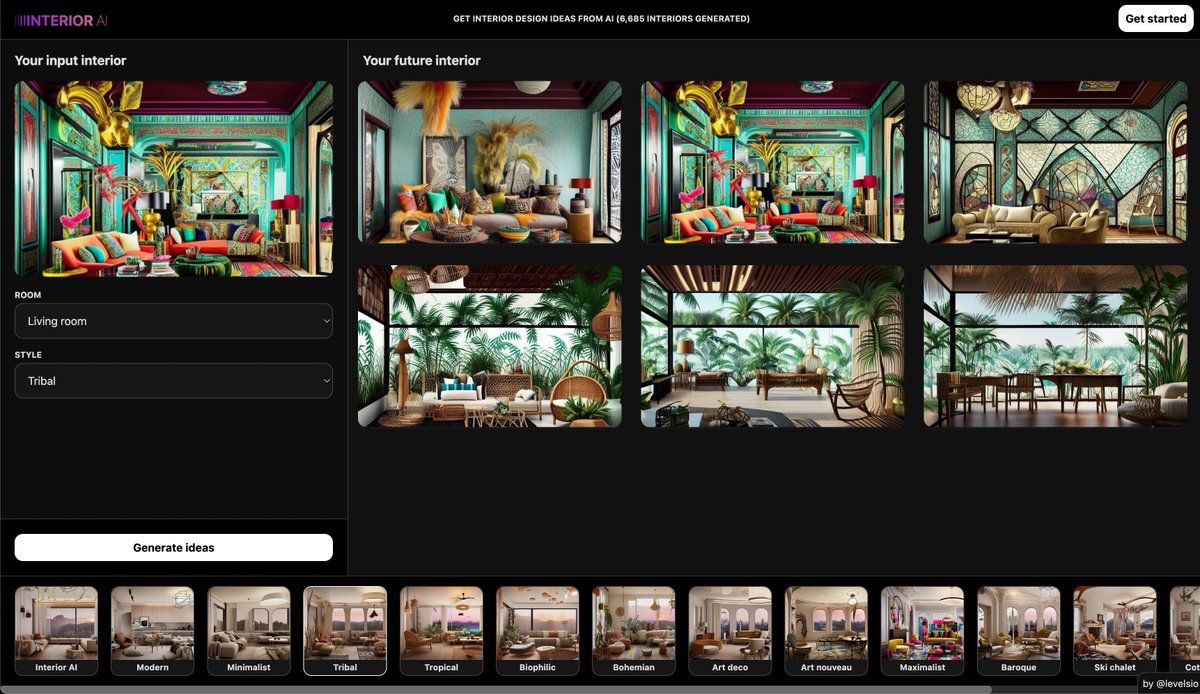 INTERIOR AI
GET INTERIOR DESIGN IDEAS FROM AI (6,685 INTERIORS GENERATED)
Get started
Your input interior
Your future interior
ROOM
Living room
STYLE
Tribal
Generate ideas
Interior AI
Modern
Minimalist
Tribal
Tropical
Biophilic
Bohemian
Art deco
Art nouveau
Maximalist
Baroque
Ski chalet
Cot
by @levelsio